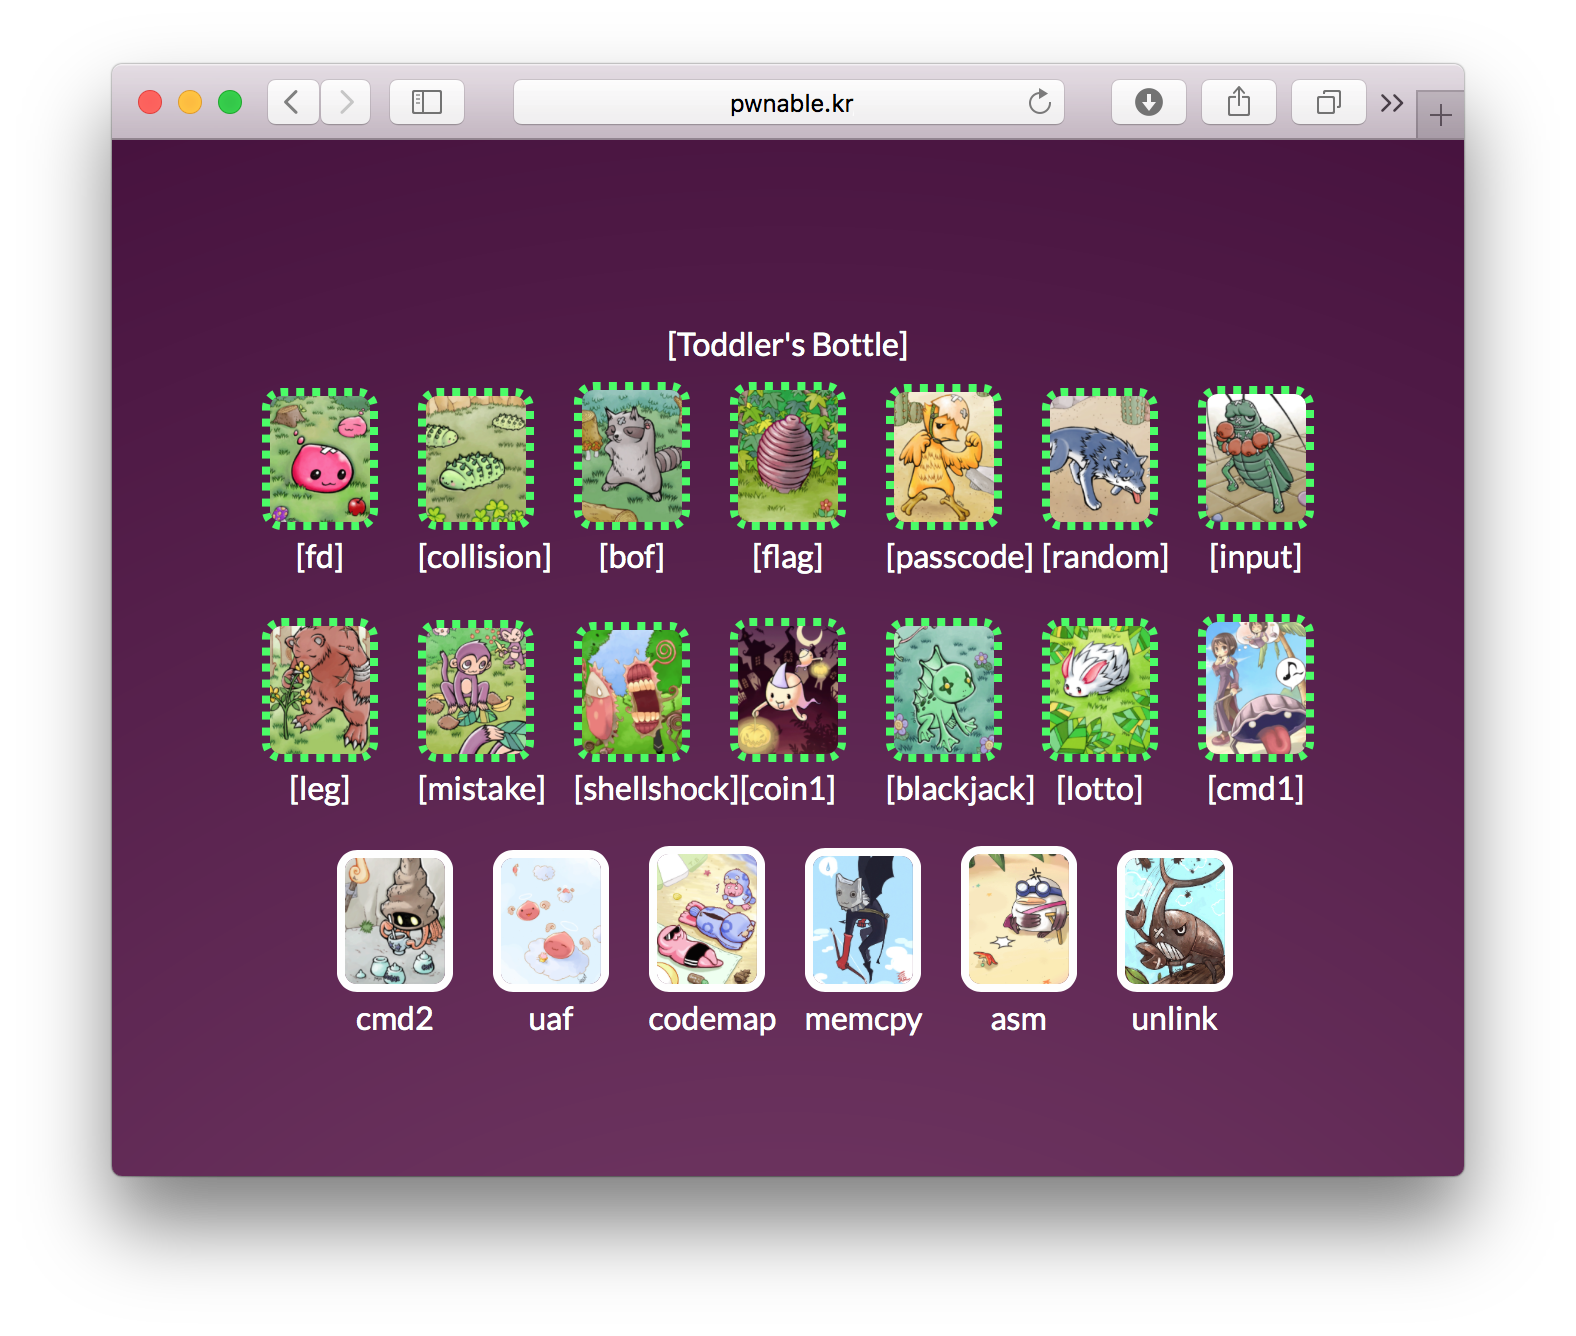 pwnable.kr
[Toddler's Bottle]
[fd] [collision] [bof] [flag] [passcode] [random] [input]
[leg] [mistake] [shellshock] [coin1] [blackjack] [lotto] [cmd1]
cmd2 uaf codemap memcpy asm unlink